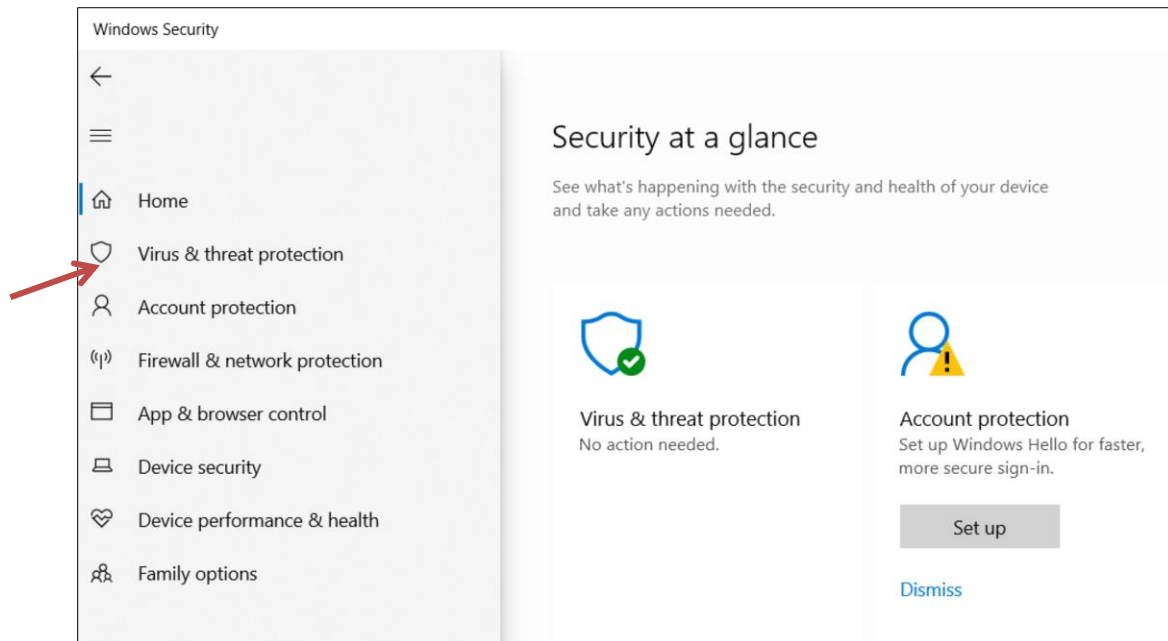 Windows Security
Home
Virus & threat protection
Account protection
Firewall & network protection
App & browser control
Device security
Device performance & health
Family options
Security at a glance
See what's happening with the security and health of your device
and take any actions needed.
Virus & threat protection
No action needed.
Account protection
Set up Windows Hello for faster,
more secure sign-in.
Set up
Dismiss